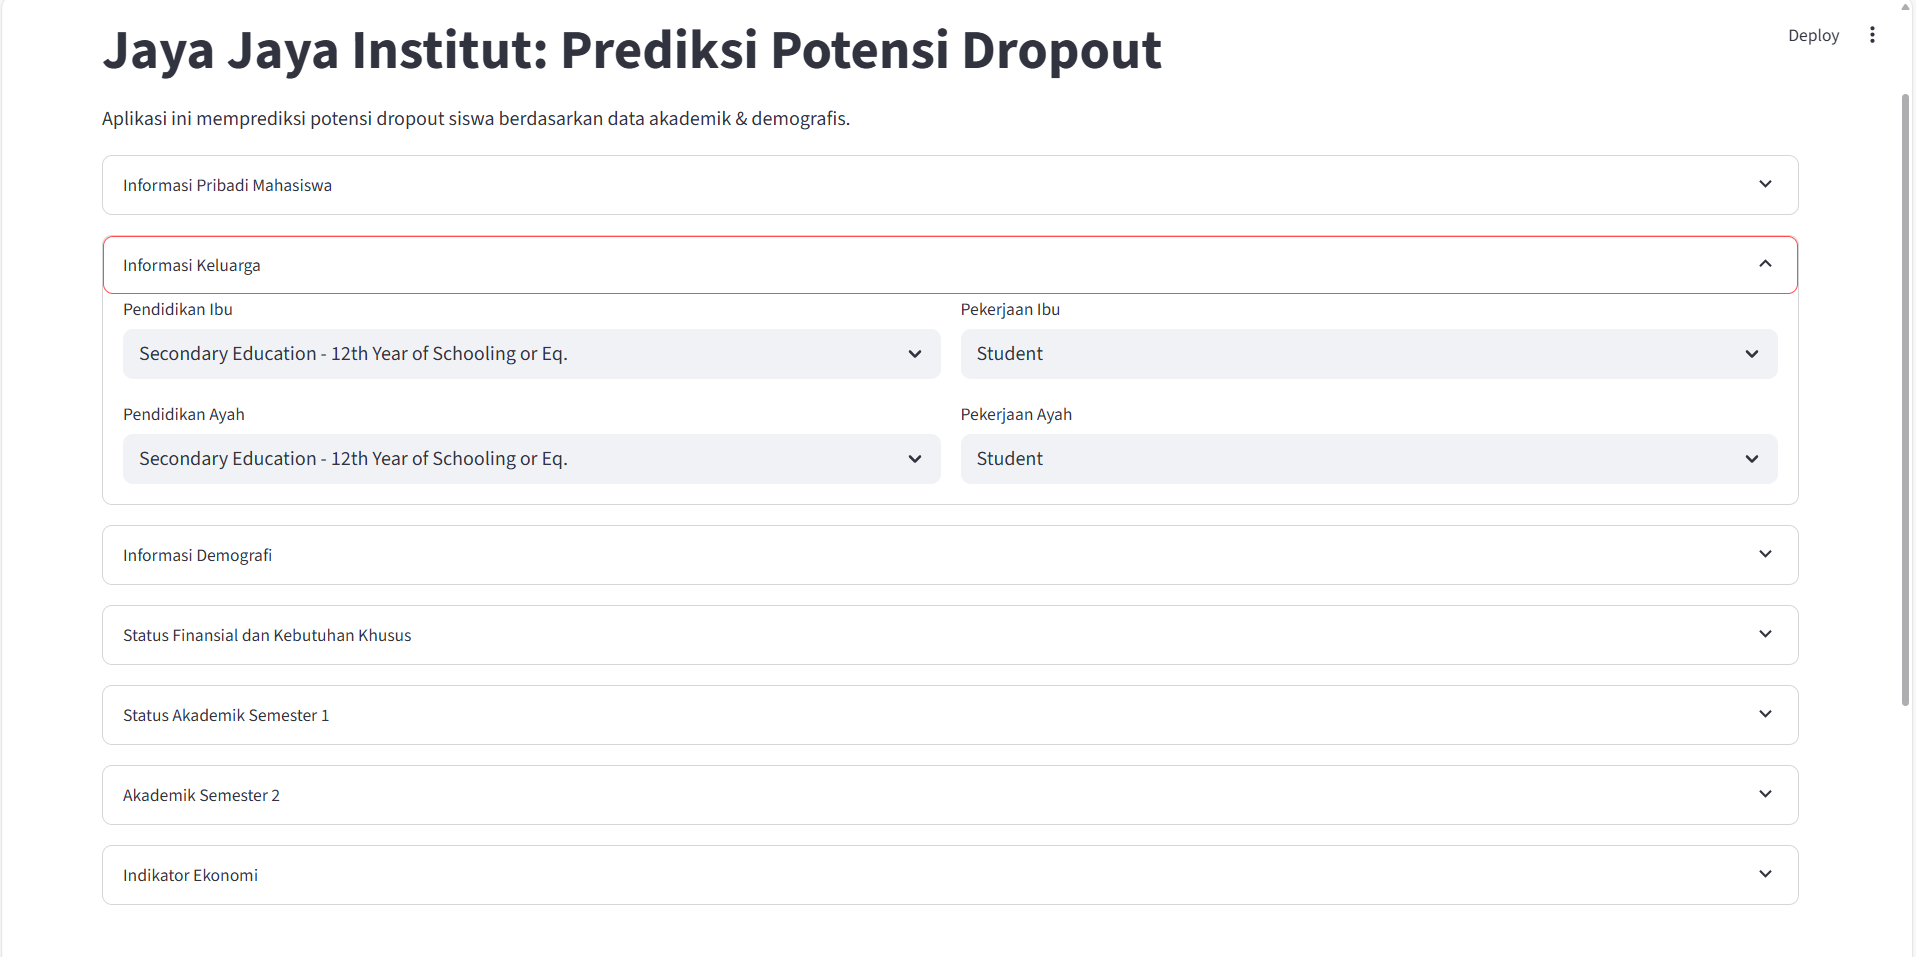 Deploy
Jaya Jaya Institut: Prediksi Potensi Dropout
Aplikasi ini memprediksi potensi dropout siswa berdasarkan data akademik & demografis.
Informasi Pribadi Mahasiswa
Informasi Keluarga
Pendidikan Ibu
Pekerjaan Ibu
Secondary Education - 12th Year of Schooling or Eq.
Student
Pendidikan Ayah
Pekerjaan Ayah
Secondary Education - 12th Year of Schooling or Eq.
Student
Informasi Demografi
Status Finansial dan Kebutuhan Khusus
Status Akademik Semester 1
Akademik Semester 2
Indikator Ekonomi